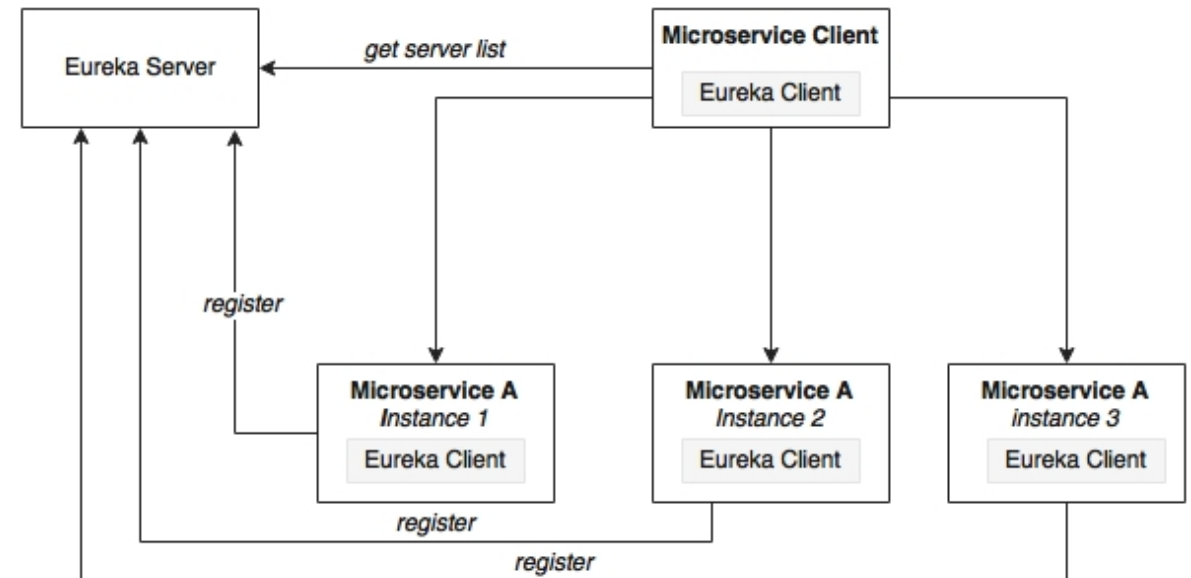 Eureka Server
get server list
Microservice Client
Eureka Client
register
Microservice A
Instance 1
Eureka Client
Microservice A
Instance 2
Eureka Client
Microservice A
instance 3
Eureka Client
register
register